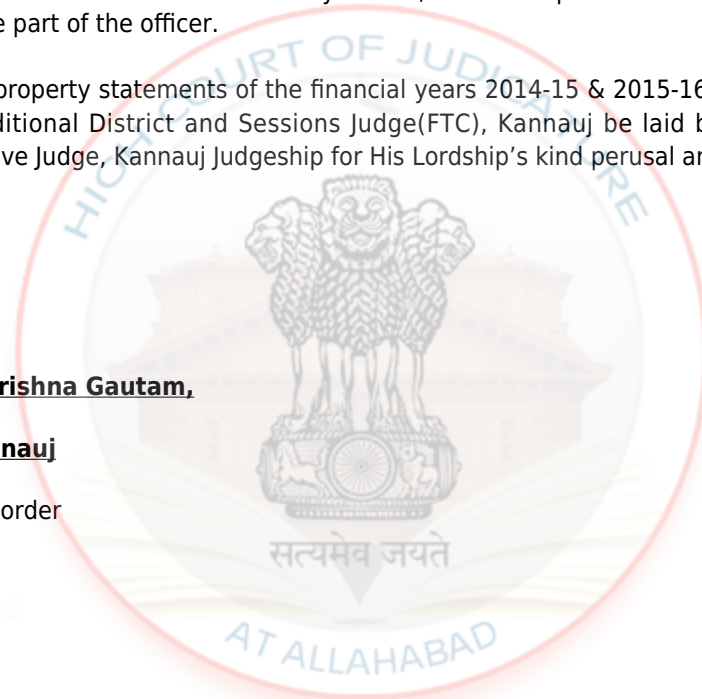 part of the officer.
property statements of the financial years 2014-15 & 2015-16
ditional District and Sessions Judge(FTC), Kannauj be laid b
ve Judge, Kannauj Judgeship for His Lordship's kind perusal a
HIGH COURT OF JUDICATURE
rishna Gautam,
nauj
order
सत्यमेव जयते
AT ALLAHABAD